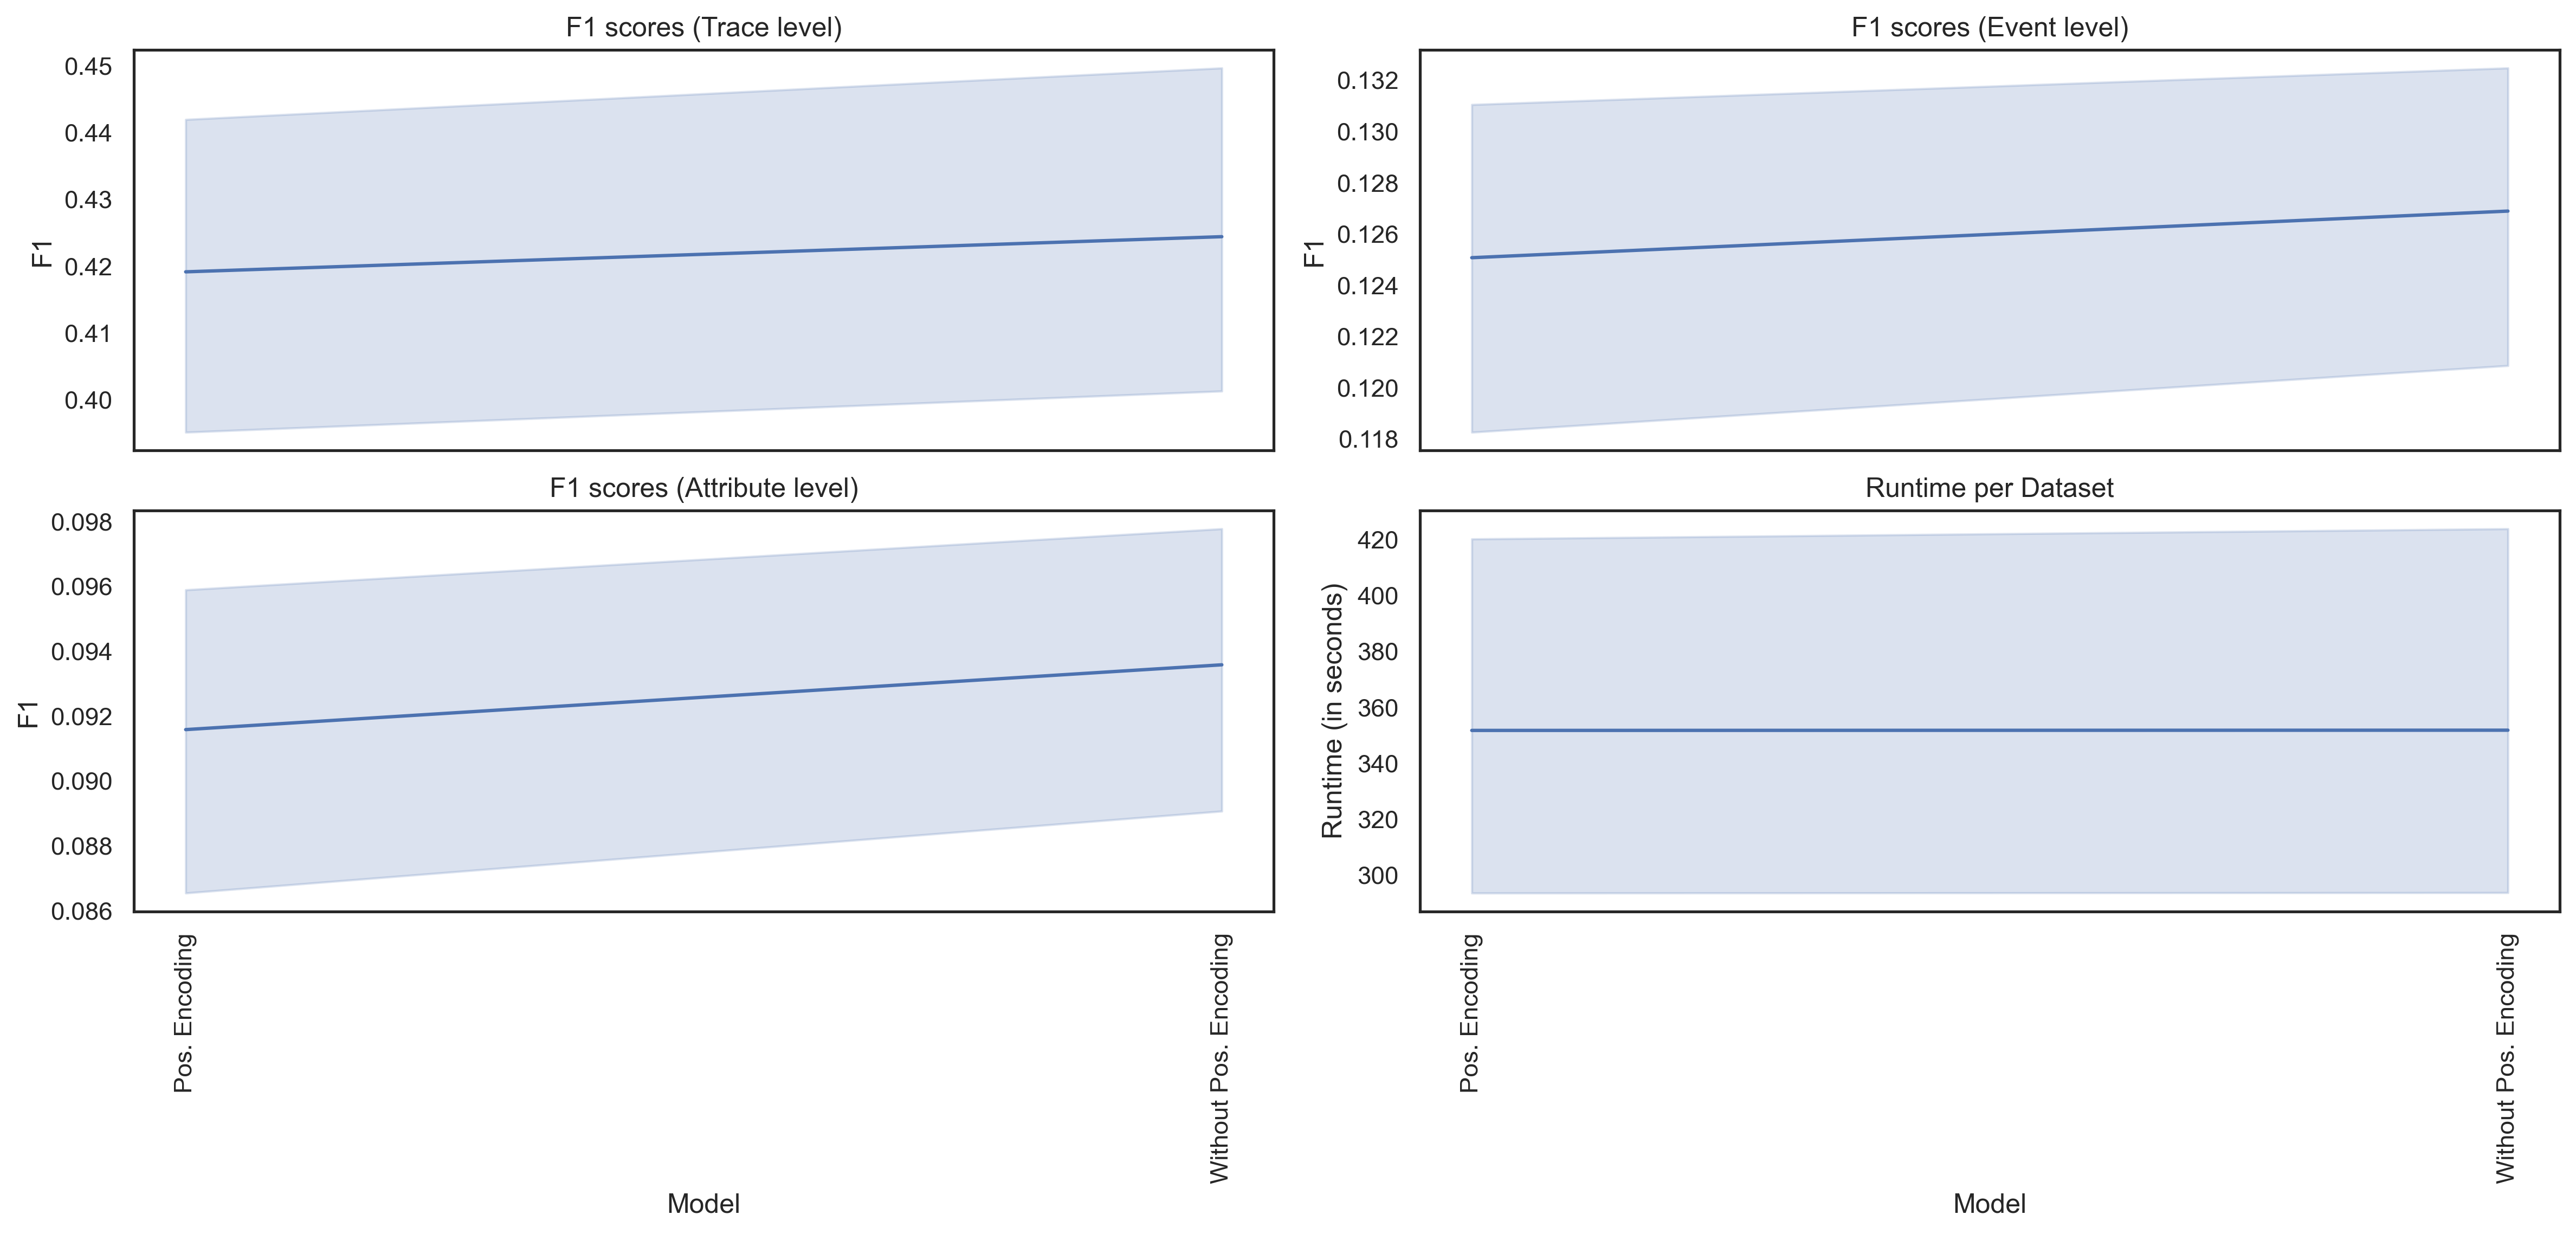 F1 scores (Trace level)
0.45
0.44
0.43
0.42
0.41
0.40
F1
F1 scores (Event level)
0.132
0.130
0.128
0.126
0.124
0.122
0.120
0.118
F1
F1 scores (Attribute level)
0.098
0.096
0.094
0.092
0.090
0.088
0.086
F1
Pos. Encoding
Without Pos. Encoding
Model
Runtime per Dataset
420
400
380
360
340
320
300
Runtime (in seconds)
Pos. Encoding
Without Pos. Encoding
Model